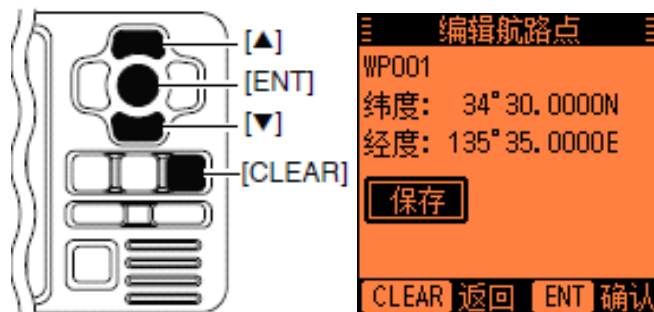 [▲]
[ENT]
[▼]
[CLEAR]
编辑航路点
WP001
纬度: 34°30.0000N
经度: 135°35.0000E
保存
CLEAR 返回 ENT 确认